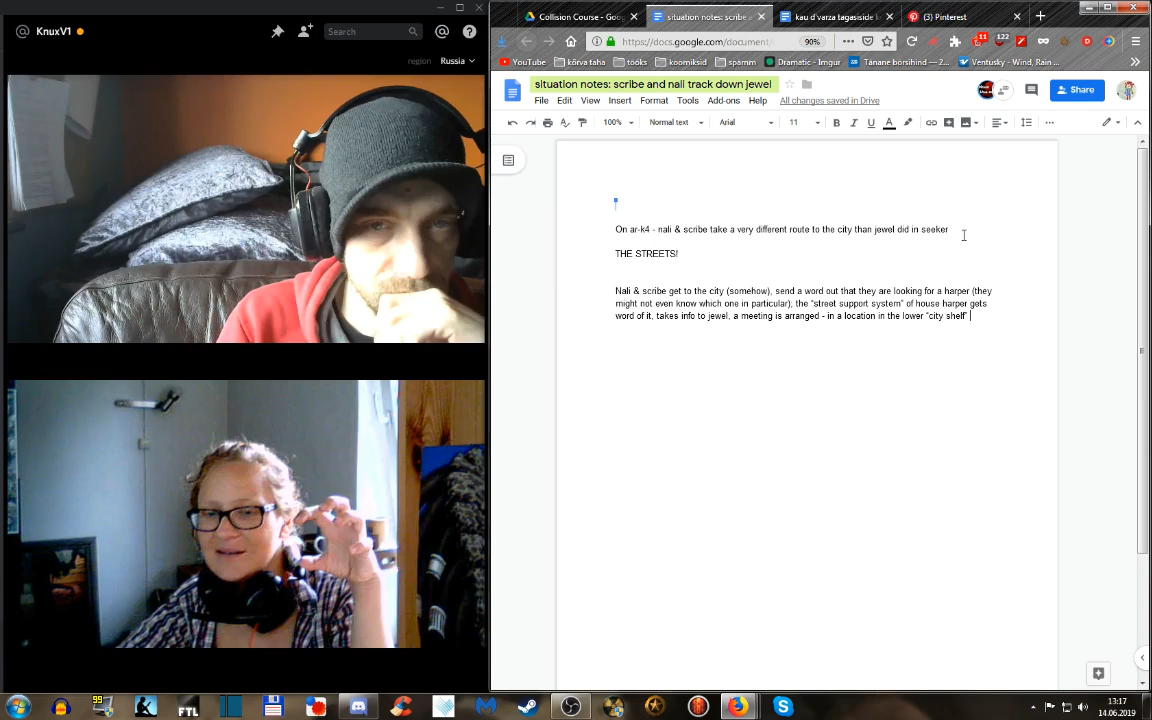 @ KnuxV1
Search
region Russia
Collision Course - Goo
situation notes: scribe a
kau d'varza tagasiside k
(3) Pinterest
https://docs.google.com/document/
90%
11
122
YouTube
kõrva taha
tööks
koomiksid
spämm
Dramatic - Imgur
Tänane börsihind — 2...
Ventusky - Wind, Rain ...
situation notes: scribe and nali track down jewel
File Edit View Insert Format Tools Add-ons Help All changes saved in Drive
Share
100% Normal text Arial 11 B I U A
On ar-k4 - nali & scribe take a very different route to the city than jewel did in seeker
THE STREETS!
Nali & scribe get to the city (somehow), send a word out that they are looking for a harper (they
might not even know which one in particular); the “street support system” of house harper gets
word of it, takes info to jewel, a meeting is arranged - in a location in the lower “city shelf”
99
FTL
13:17
14.06.2019